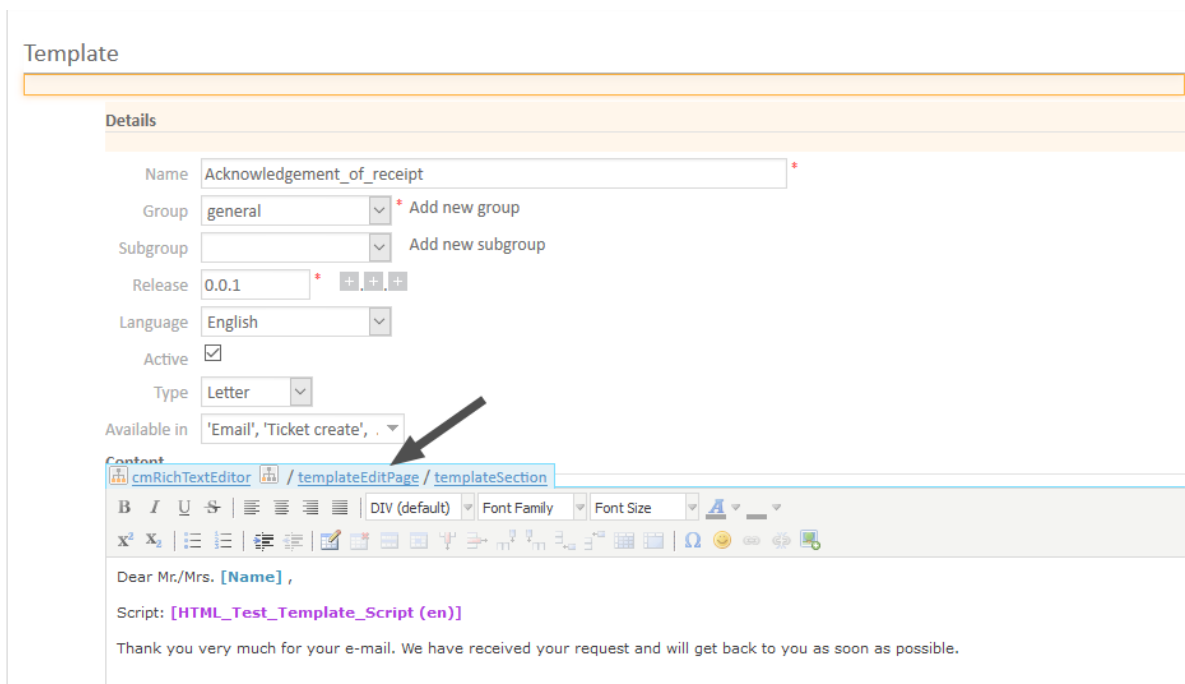 Template
Details
Name Acknowledgement_of_receipt *
Group general * Add new group
Subgroup Add new subgroup
Release 0.0.1 * + . + . +
Language English
Active
Type Letter
Available in 'Email', 'Ticket create', .
Content
cmRichTextEditor / templateEditPage / templateSection
B I U S DIV (default) Font Family Font Size A
x² X₂ Ω
Dear Mr./Mrs. [Name] ,
Script: [HTML_Test_Template_Script (en)]
Thank you very much for your e-mail. We have received your request and will get back to you as soon as possible.